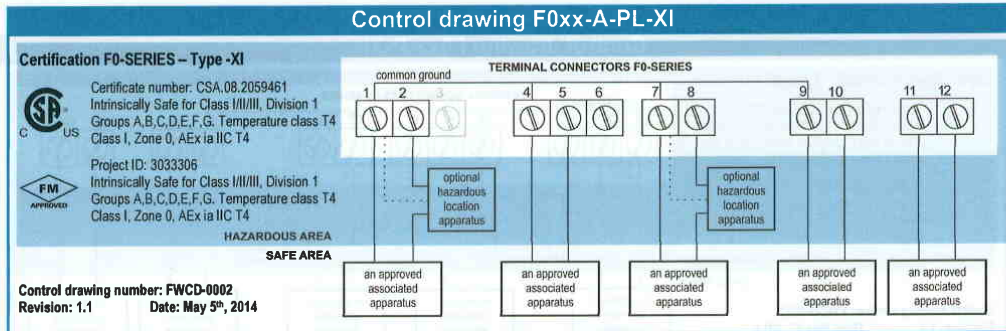 Control drawing F0xx-A-PL-XI
Certification F0-SERIES – Type -XI
Certificate number: CSA.08.2059461
Intrinsically Safe for Class I/II/III, Division 1
Groups A,B,C,D,E,F,G. Temperature class T4
Class I, Zone 0, AEx ia IIC T4
SA
C US
Project ID: 3033306
Intrinsically Safe for Class I/II/III, Division 1
Groups A,B,C,D,E,F,G. Temperature class T4
Class I, Zone 0, AEx ia IIC T4
FM
APPROVED
HAZARDOUS AREA
SAFE AREA
Control drawing number: FWCD-0002
Revision: 1.1 Date: May 5th, 2014
TERMINAL CONNECTORS F0-SERIES
common ground
1 2 3 4 5 6 7 8 9 10 11 12
optional
hazardous
location
apparatus
optional
hazardous
location
apparatus
an approved
associated
apparatus
an approved
associated
apparatus
an approved
associated
apparatus
an approved
associated
apparatus
an approved
associated
apparatus